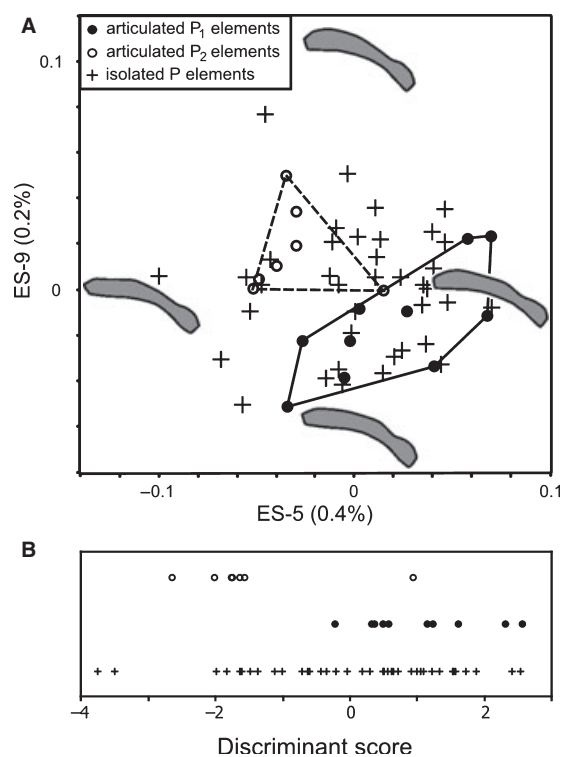 A
● articulated P1 elements
○ articulated P2 elements
+ isolated P elements
0.1
0
ES-9 (0.2%)
–0.1 0 0.1
ES-5 (0.4%)
B
–4 –2 0 2
Discriminant score